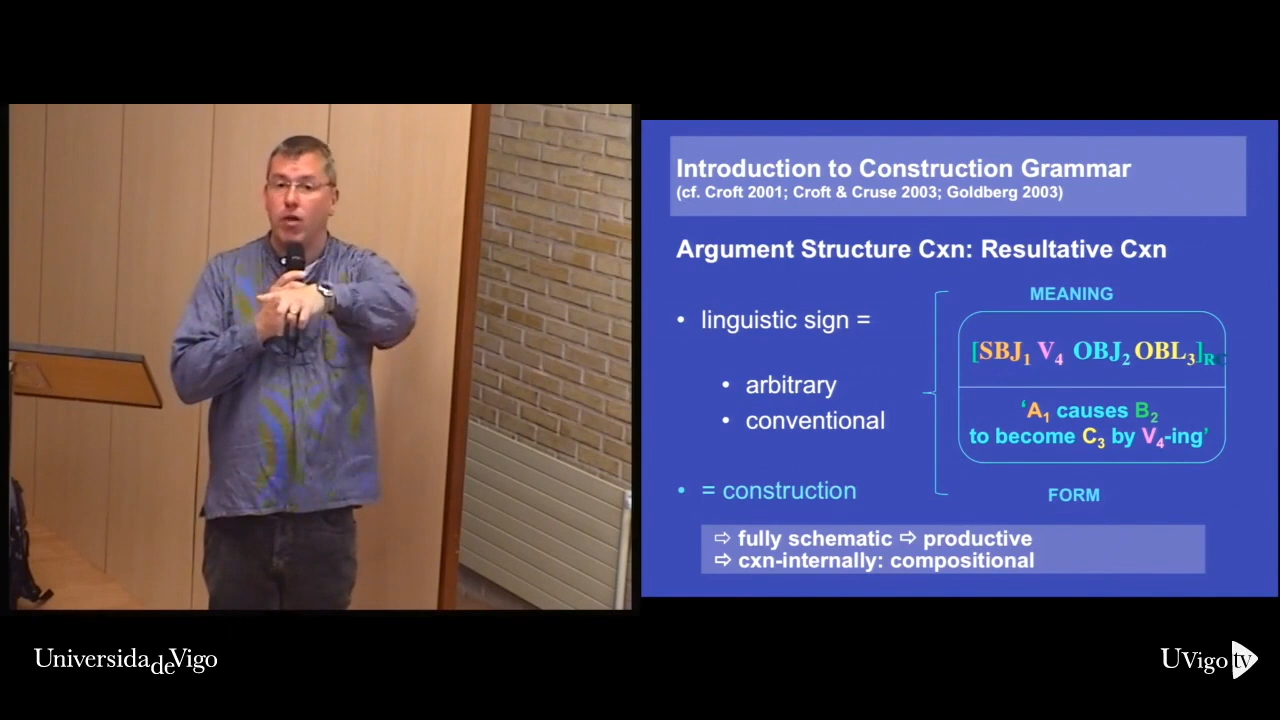 Introduction to Construction Grammar
(cf. Croft 2001; Croft & Cruse 2003; Goldberg 2003)
Argument Structure Cxn: Resultative Cxn
• linguistic sign =
• arbitrary
• conventional
• = construction
MEANING
[SBJ1 V4 OBJ2 OBL3]RC
‘A1 causes B2
to become C3 by V4-ing’
FORM
⇨ fully schematic ⇨ productive
⇨ cxn-internally: compositional
UniversidadeVigo
UVigo tv